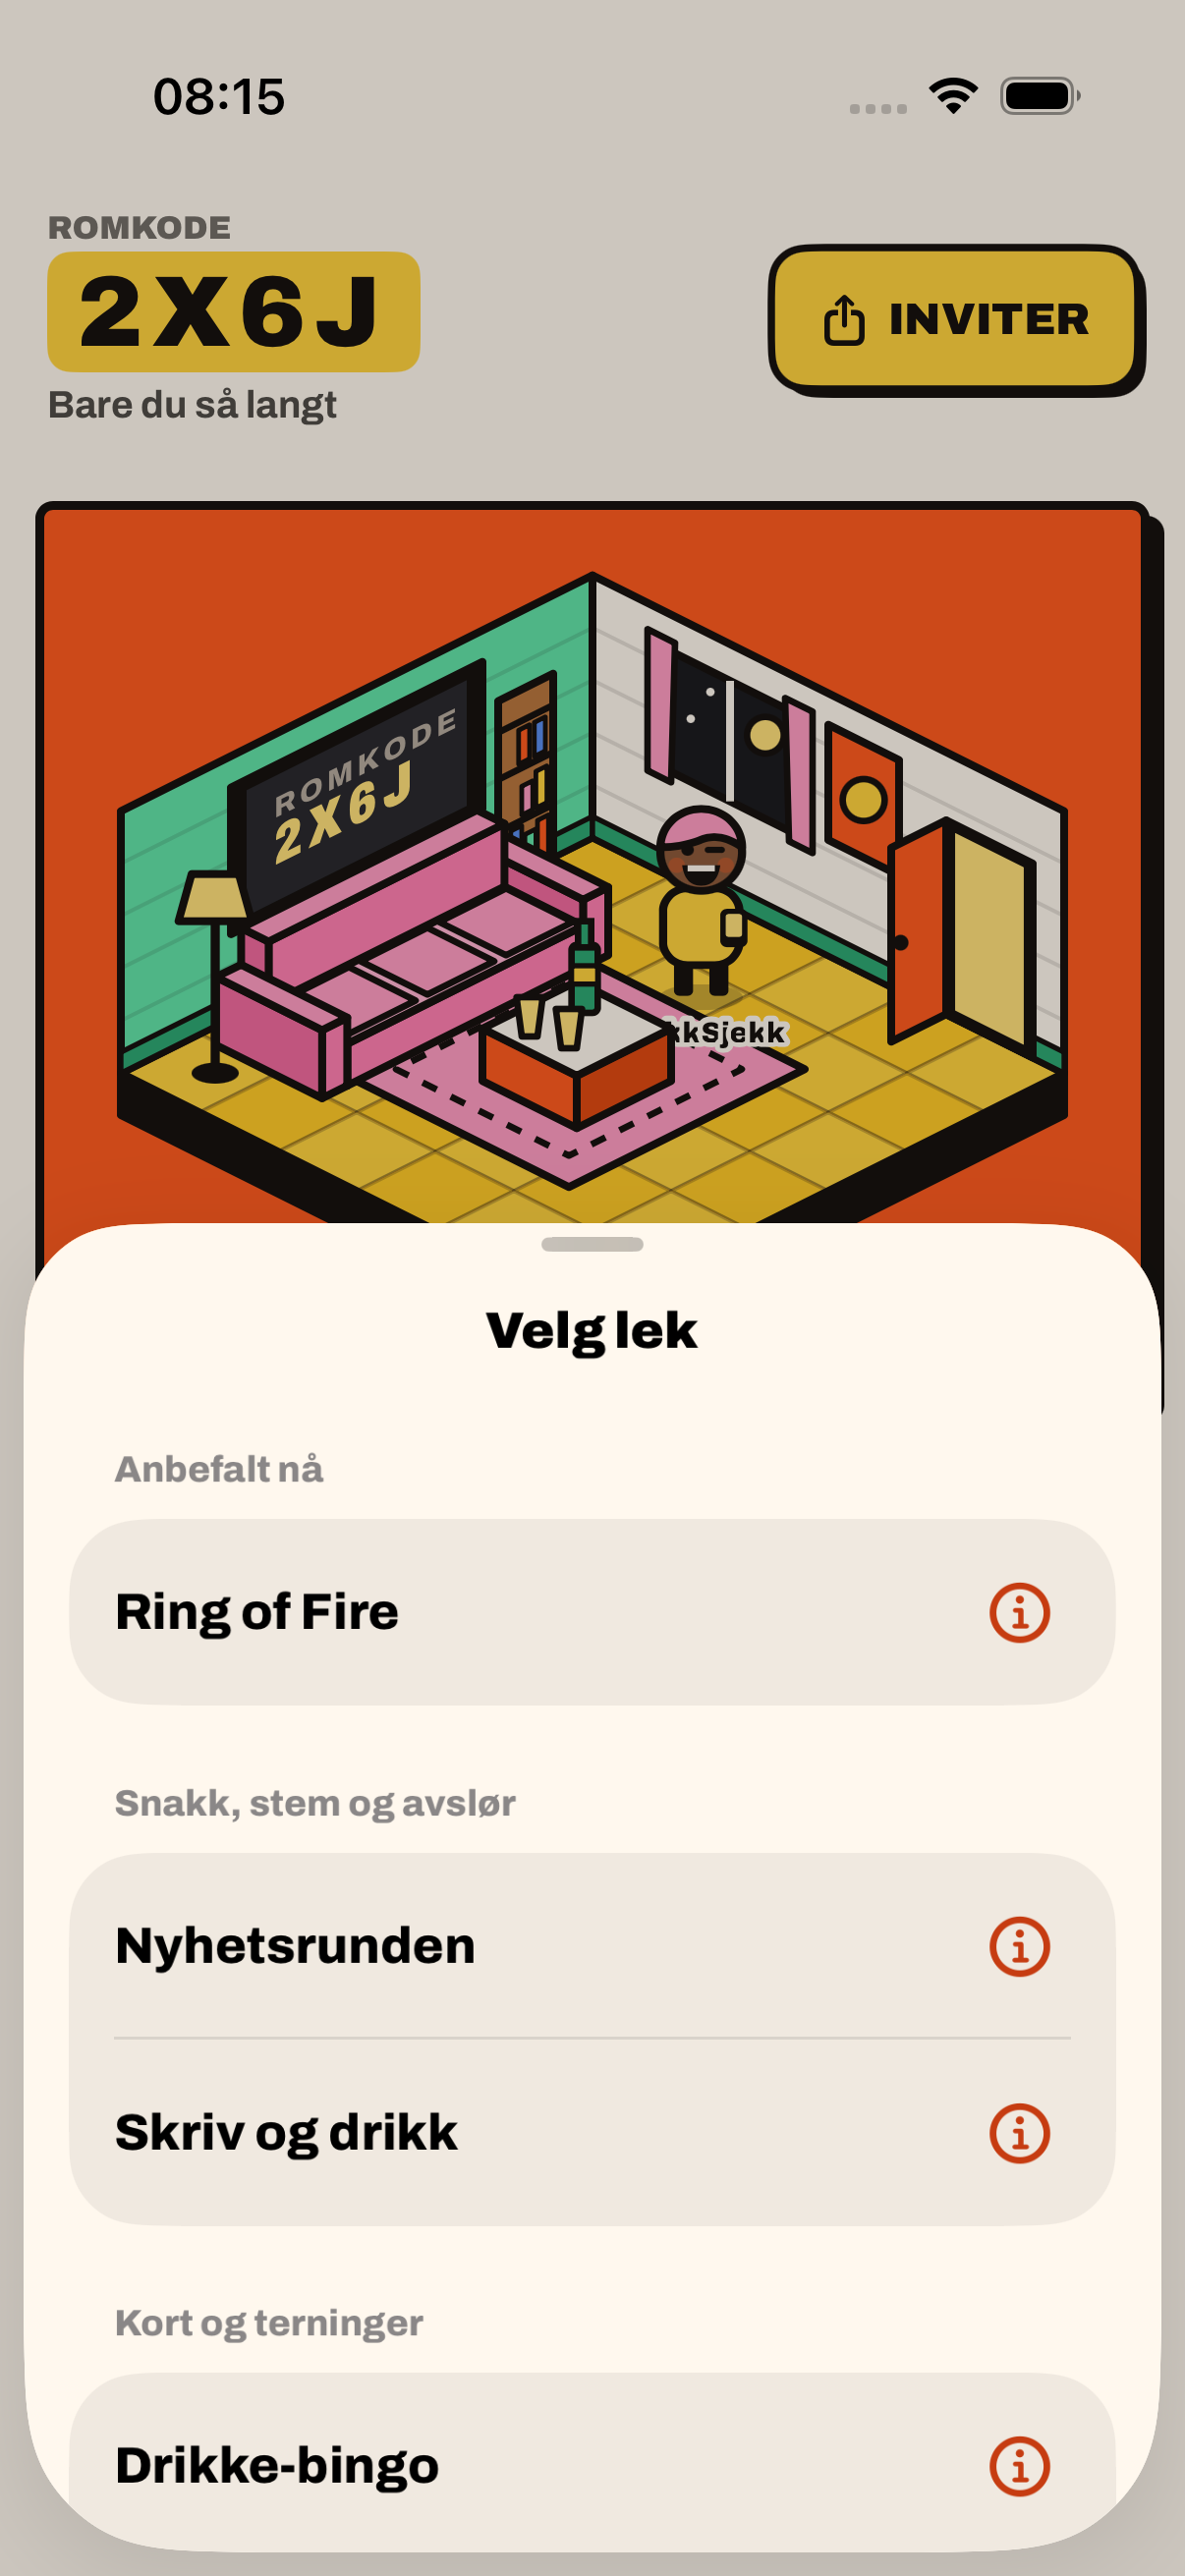 08:15
ROMKODE
2X6J
INVITER
Bare du så langt
ROMKODE
2X6J
kkSjekk
Velg lek
Anbefalt nå
Ring of Fire
Snakk, stem og avslør
Nyhetsrunden
Skriv og drikk
Kort og terninger
Drikke-bingo